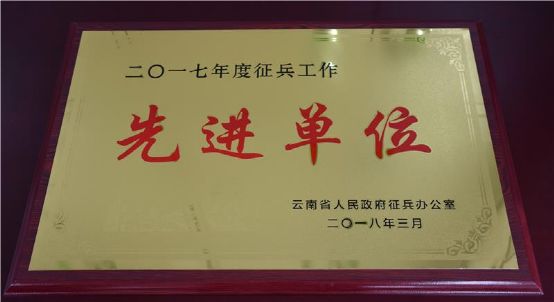 二〇一七年度征兵工作
先进单位
云南省人民政府征兵办公室
二〇一八年三月